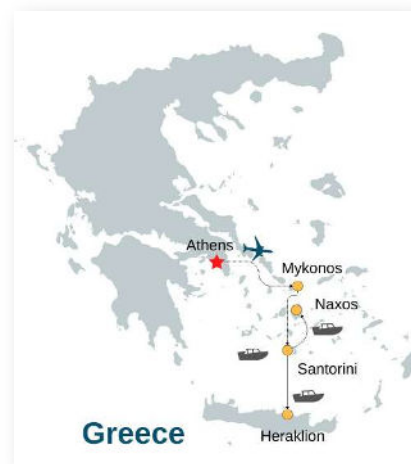 Athens
Mykonos
Naxos
Santorini
Heraklion
Greece